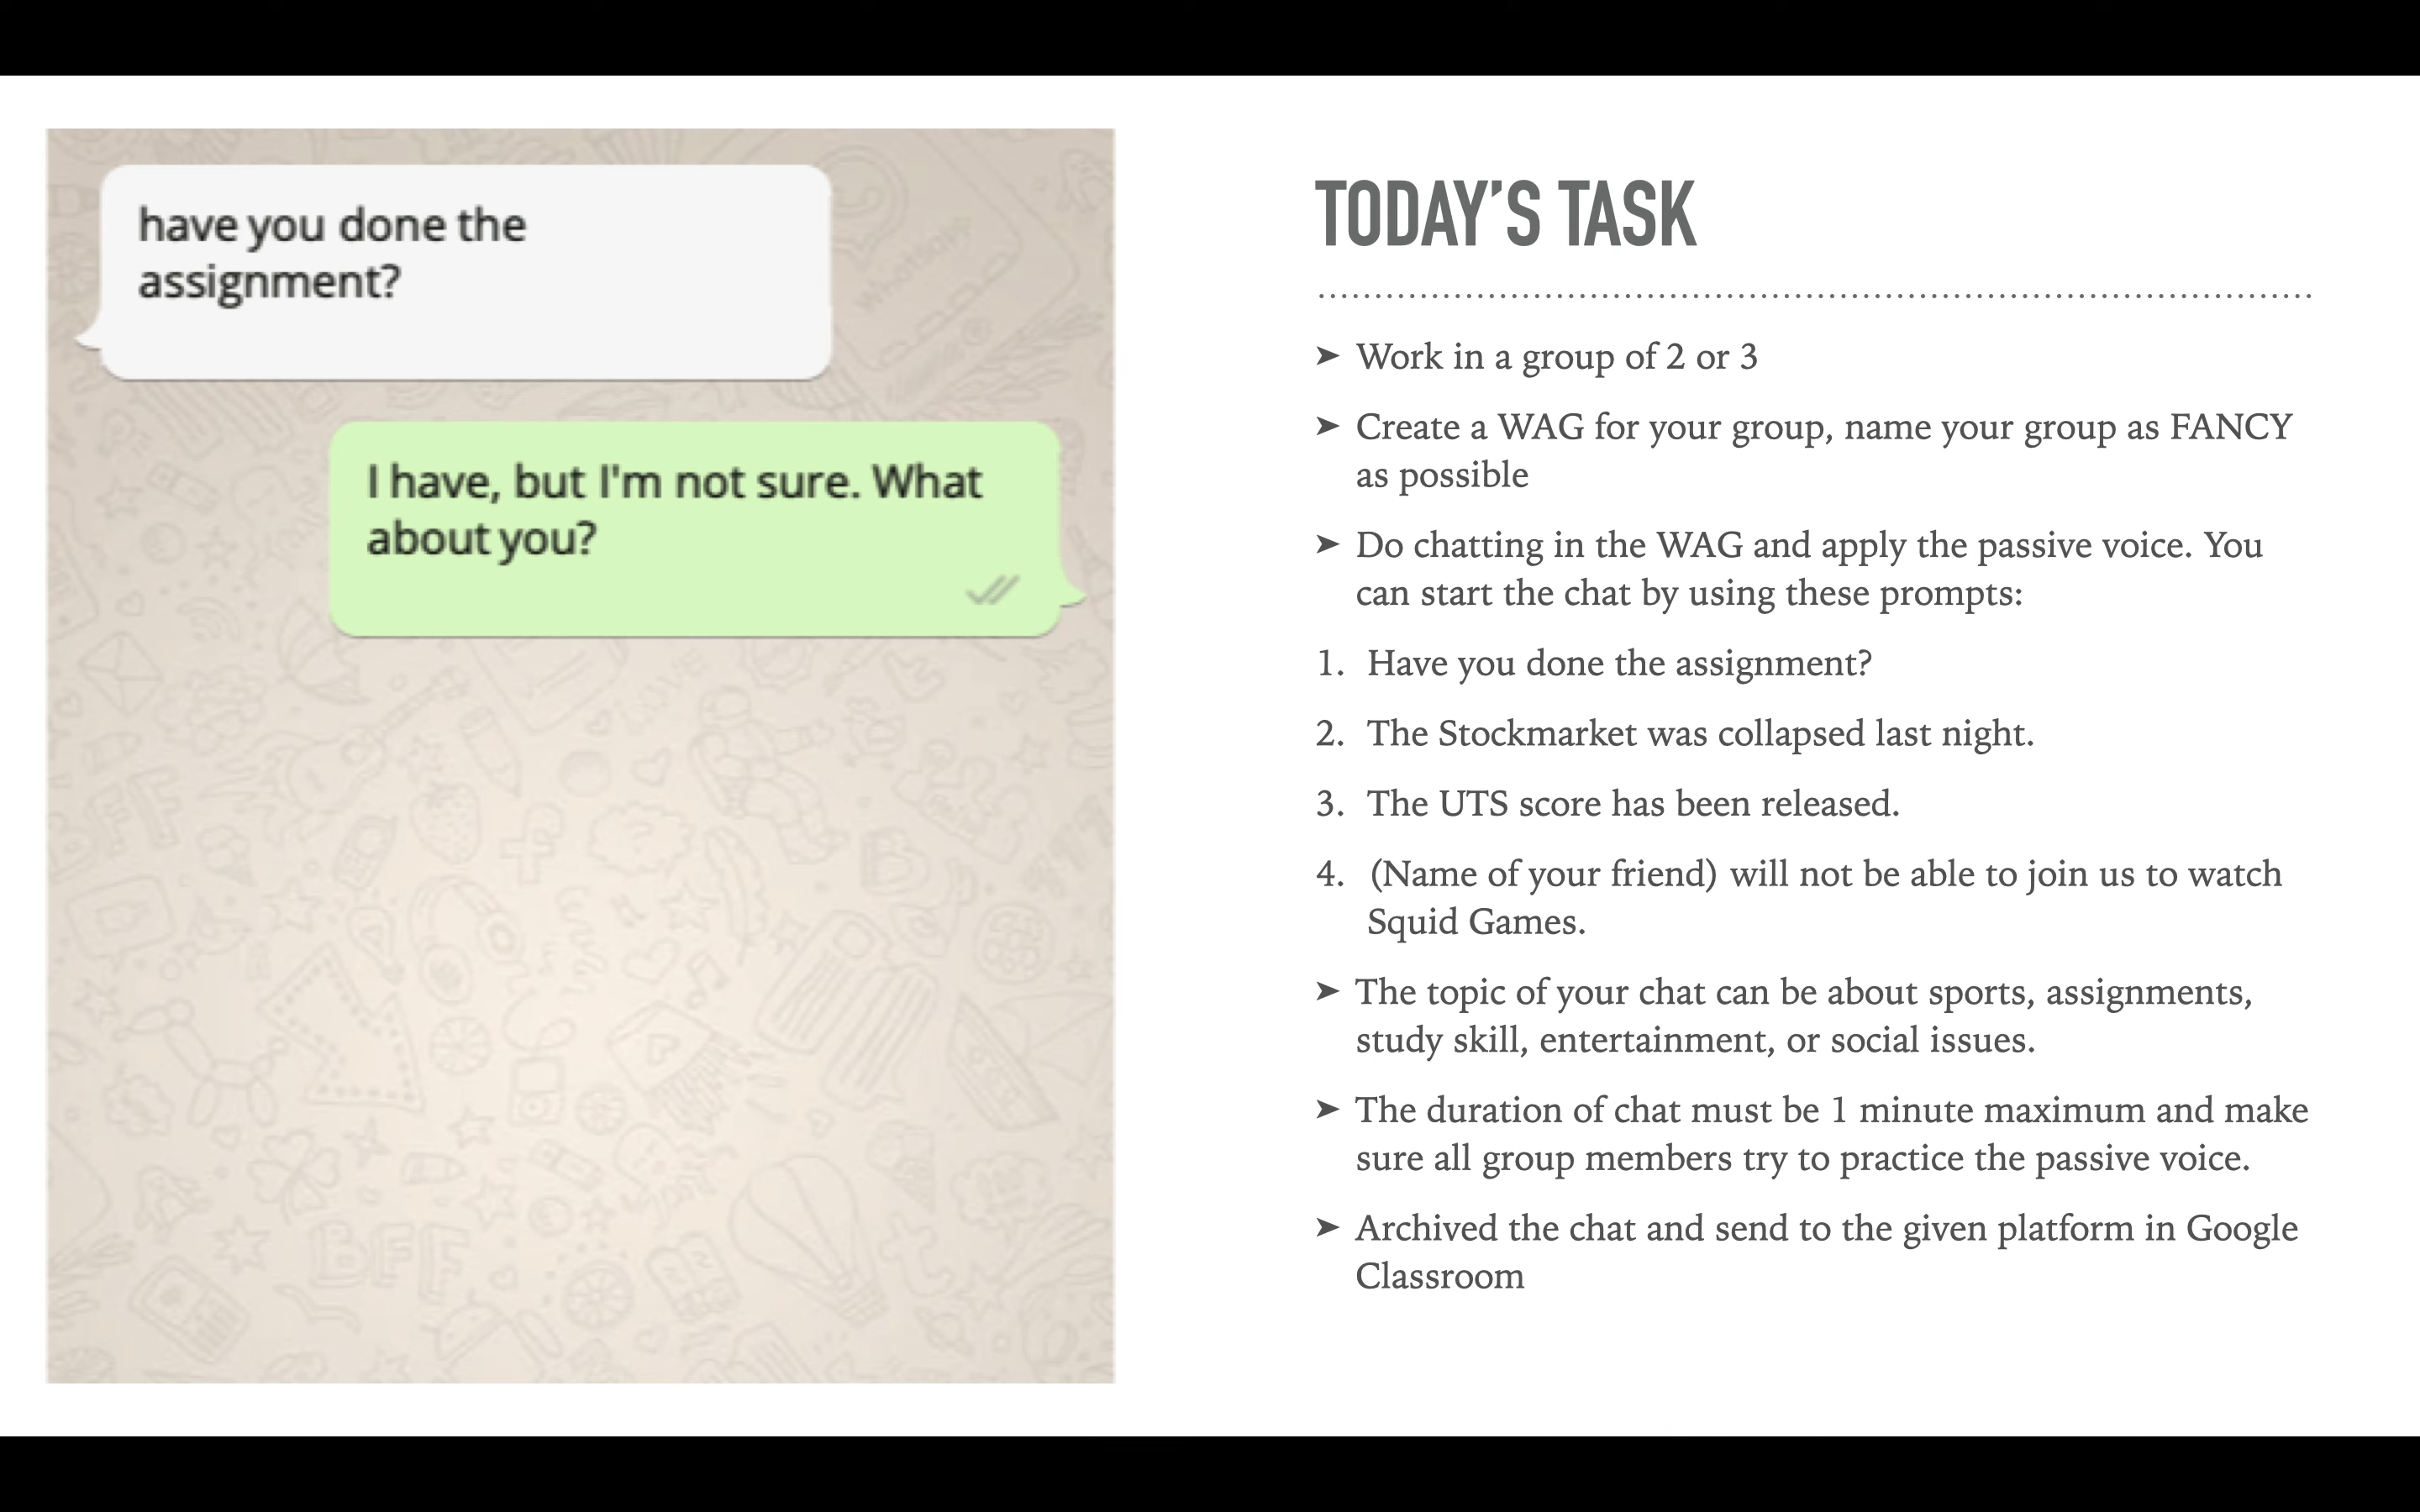 have you done the
assignment?
I have, but I'm not sure. What
about you?
TODAY'S TASK
➤ Work in a group of 2 or 3
➤ Create a WAG for your group, name your group as FANCY
as possible
➤ Do chatting in the WAG and apply the passive voice. You
can start the chat by using these prompts:
1. Have you done the assignment?
2. The Stockmarket was collapsed last night.
3. The UTS score has been released.
4. (Name of your friend) will not be able to join us to watch
Squid Games.
➤ The topic of your chat can be about sports, assignments,
study skill, entertainment, or social issues.
➤ The duration of chat must be 1 minute maximum and make
sure all group members try to practice the passive voice.
➤ Archived the chat and send to the given platform in Google
Classroom
WhatsApp
LOVE
BFF